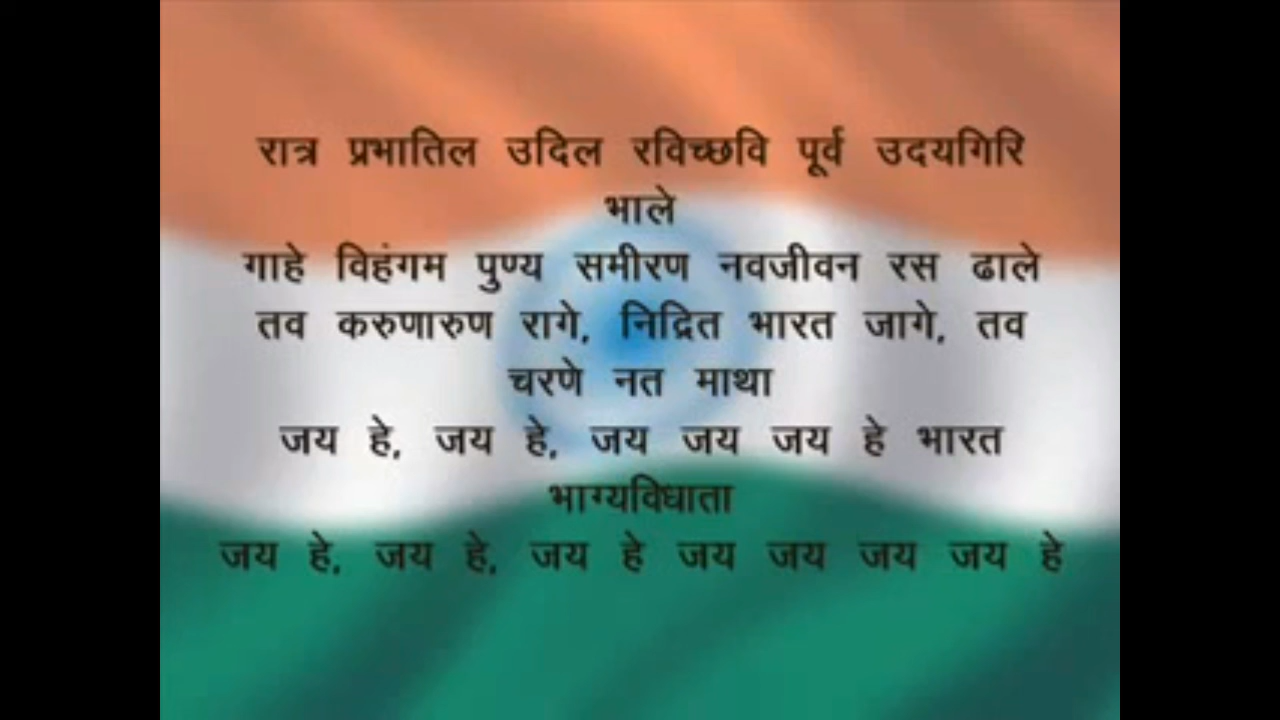 रात्र प्रभातिल उदिल रविच्छवि पूर्व उदयगिरि
भाले
गाहे विहंगम पुण्य समीरण नवजीवन रस ढाले
तव करुणारुण रागे, निद्रित भारत जागे, तव
चरणे नत माथा
जय हे, जय हे, जय जय जय हे भारत
भाग्यविधाता
जय हे, जय हे, जय हे जय जय जय जय हे